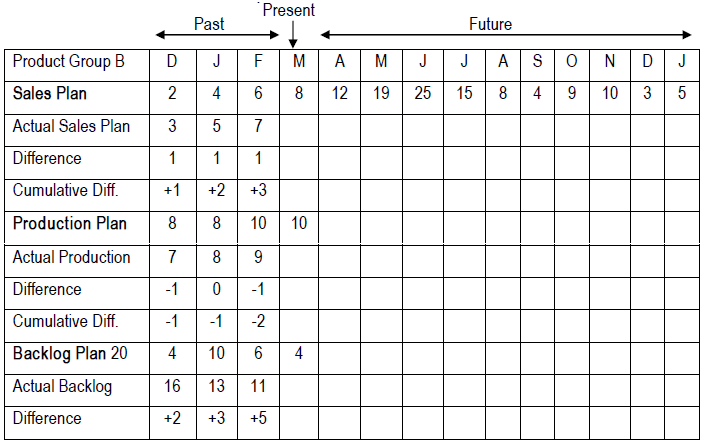 Present
Past Future
Product Group B D J F M A M J J A S O N D J
Sales Plan 2 4 6 8 12 19 25 15 8 4 9 10 3 5
Actual Sales Plan 3 5 7
Difference 1 1 1
Cumulative Diff. +1 +2 +3
Production Plan 8 8 10 10
Actual Production 7 8 9
Difference -1 0 -1
Cumulative Diff. -1 -1 -2
Backlog Plan 20 4 10 6 4
Actual Backlog 16 13 11
Difference +2 +3 +5